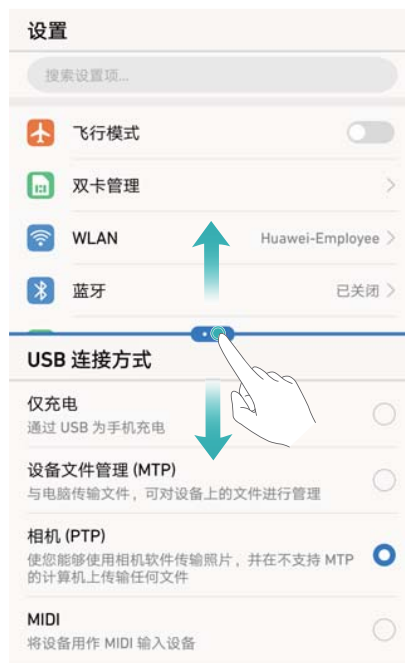 设置
搜索设置项...
飞行模式
双卡管理
WLAN Huawei-Employee
蓝牙 已关闭
USB 连接方式
仅充电
通过 USB 为手机充电
设备文件管理 (MTP)
与电脑传输文件，可对设备上的文件进行管理
相机 (PTP)
使您能够使用相机软件传输照片，并在不支持 MTP
的计算机上传输任何文件
MIDI
将设备用作 MIDI 输入设备